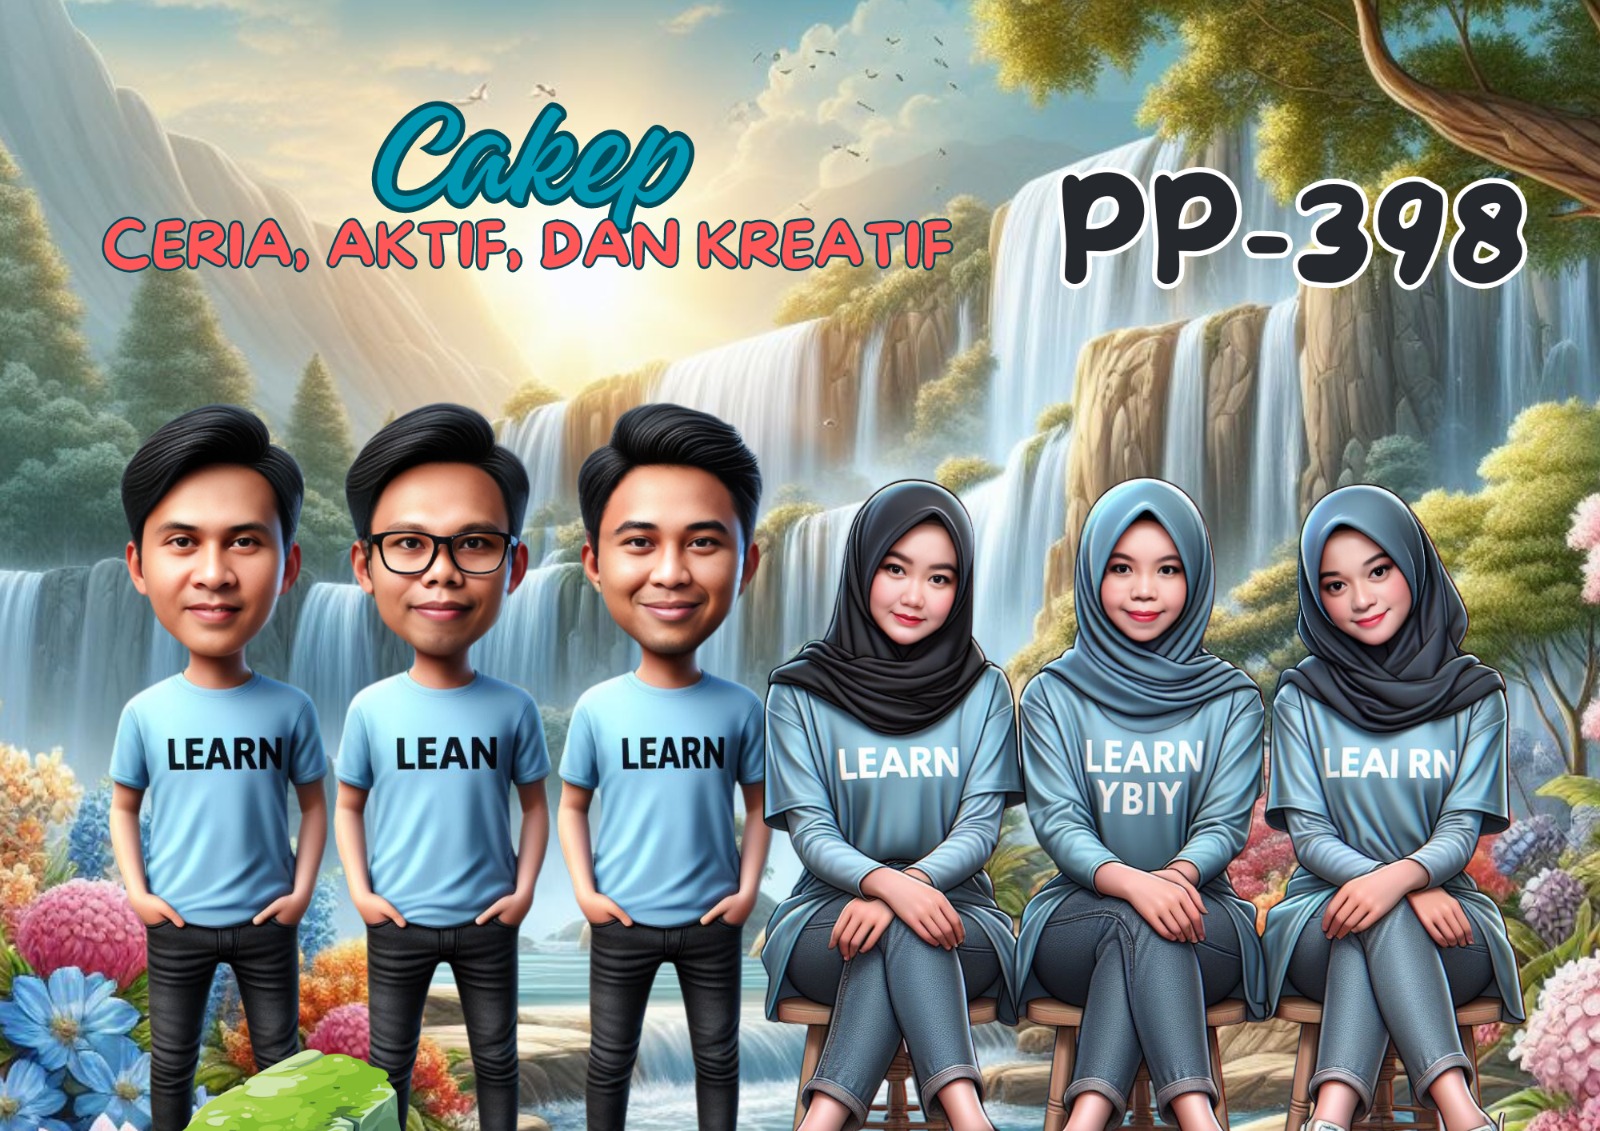 Cakep
CERIA, AKTIF, DAN KREATIF
PP-398
LEARN
LEAN
LEARN
LEARN
LEARN
YBIY
LEAI RN